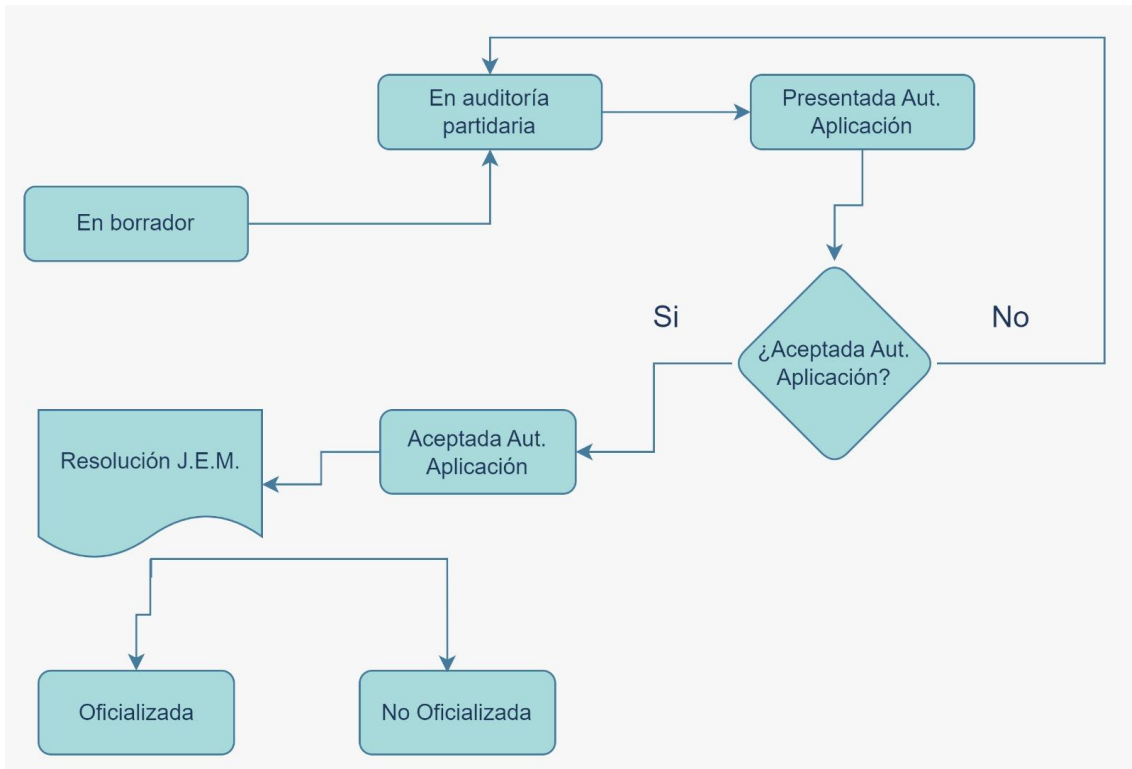 En auditoría
partidaria
Presentada Aut.
Aplicación
En borrador
Si
No
¿Aceptada Aut.
Aplicación?
Aceptada Aut.
Aplicación
Resolución J.E.M.
Oficializada
No Oficializada